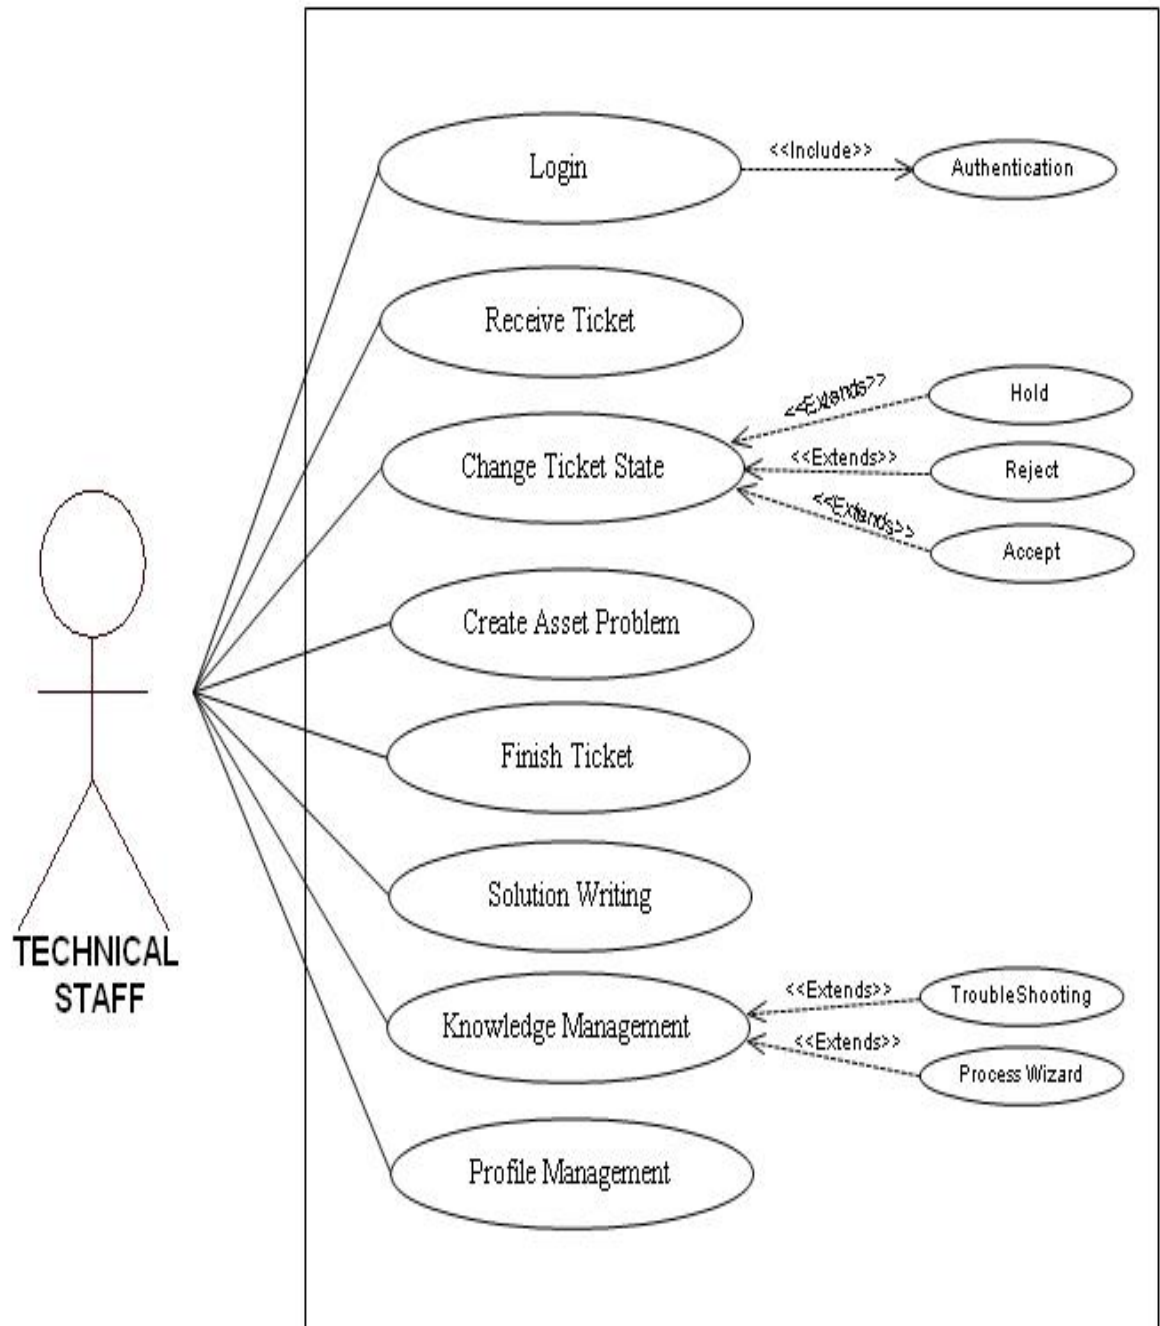 Login
<<Include>>
Authentication
Receive Ticket
Change Ticket State
<<Extends>>
Hold
<<Extends>>
Reject
<<Extends>>
Accept
Create Asset Problem
Finish Ticket
Solution Writing
TECHNICAL
STAFF
Knowledge Management
<<Extends>>
TroubleShooting
<<Extends>>
Process Wizard
Profile Management